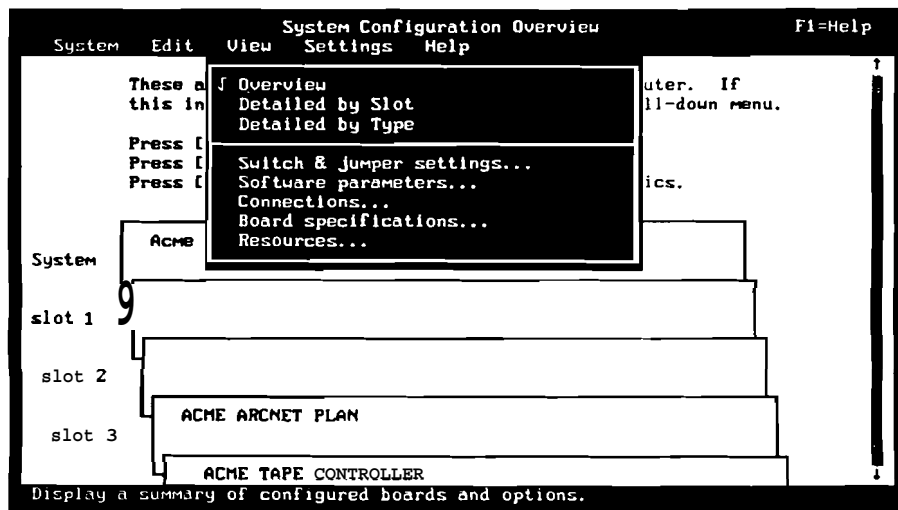 System Configuration Overview F1=Help
System Edit View Settings Help
These a
this in
uter. If
ll-down menu.
√ Overview
Detailed by Slot
Detailed by Type
Press [
Press [
Press [
ics.
Switch & jumper settings...
Software parameters...
Connections...
Board specifications...
Resources...
System
Acme
slot 1
9
slot 2
slot 3
ACME ARCNET PLAN
ACME TAPE CONTROLLER
Display a summary of configured boards and options.